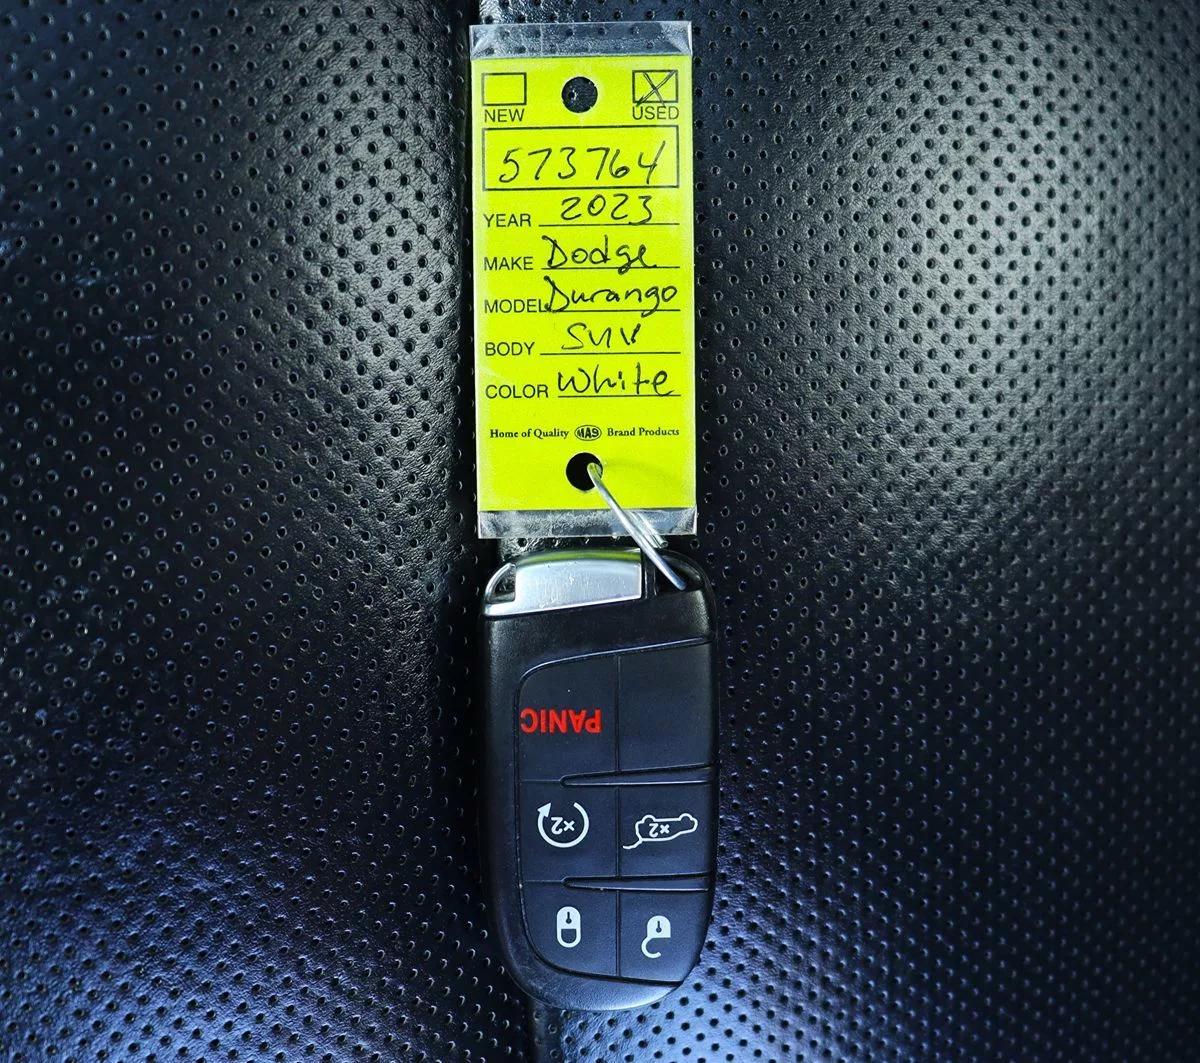 NEW USED
573764
YEAR 2023
MAKE Dodge
MODEL Durango
BODY SUV
COLOR White
Home of Quality MA9 Brand Products
PANIC
×2 ×2